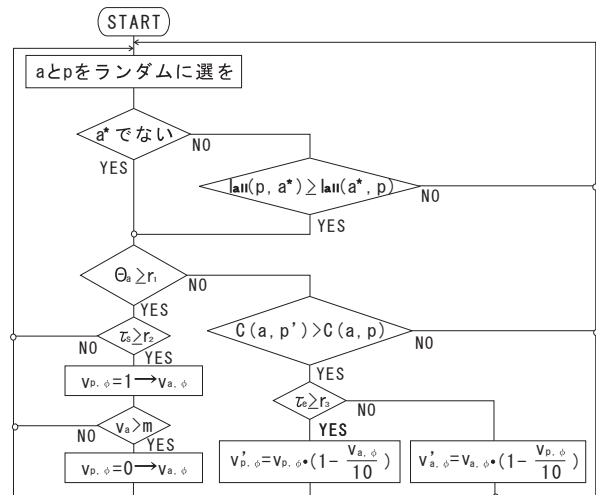 START
aとpをランダムに選を
a* でない
NO
YES
Iall(p, a*)≥Iall(a*, p)
NO
YES
Θa≥r1
NO
YES
τs≥r2
NO
YES
C(a, p')>C(a, p)
NO
YES
vp,φ=1→va,φ
τe≥r3
NO
YES
va>m
NO
YES
vp,φ=0→va,φ
v'p,φ=vp,φ•(1-va,φ/10)
v'a,φ=va,φ•(1-vp,φ/10)